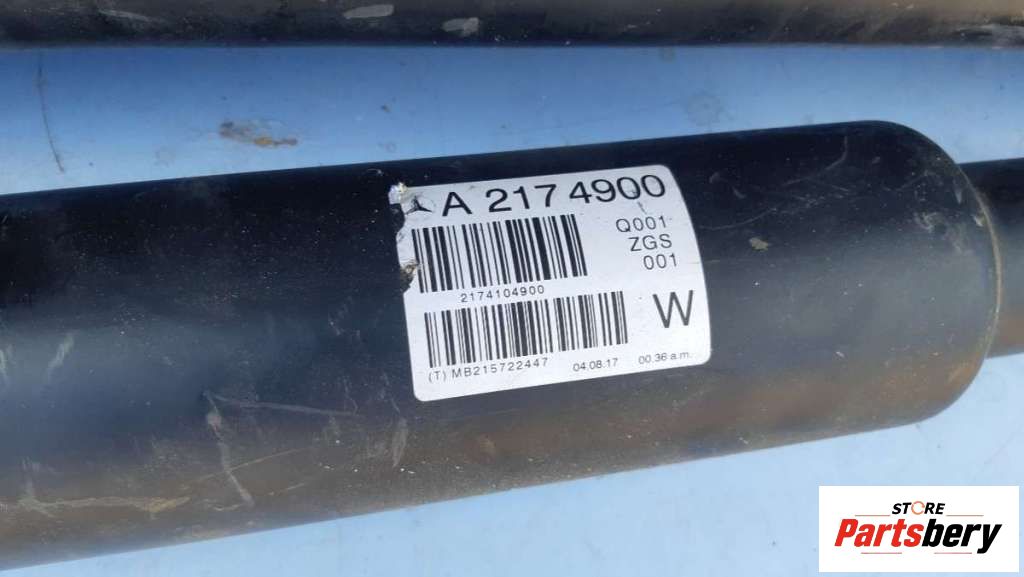 A 217 4900
Q001
ZGS
001
2174104900
W
(T) MB215722447 04.08.17 00.36 a.m.
STORE
Partsbery